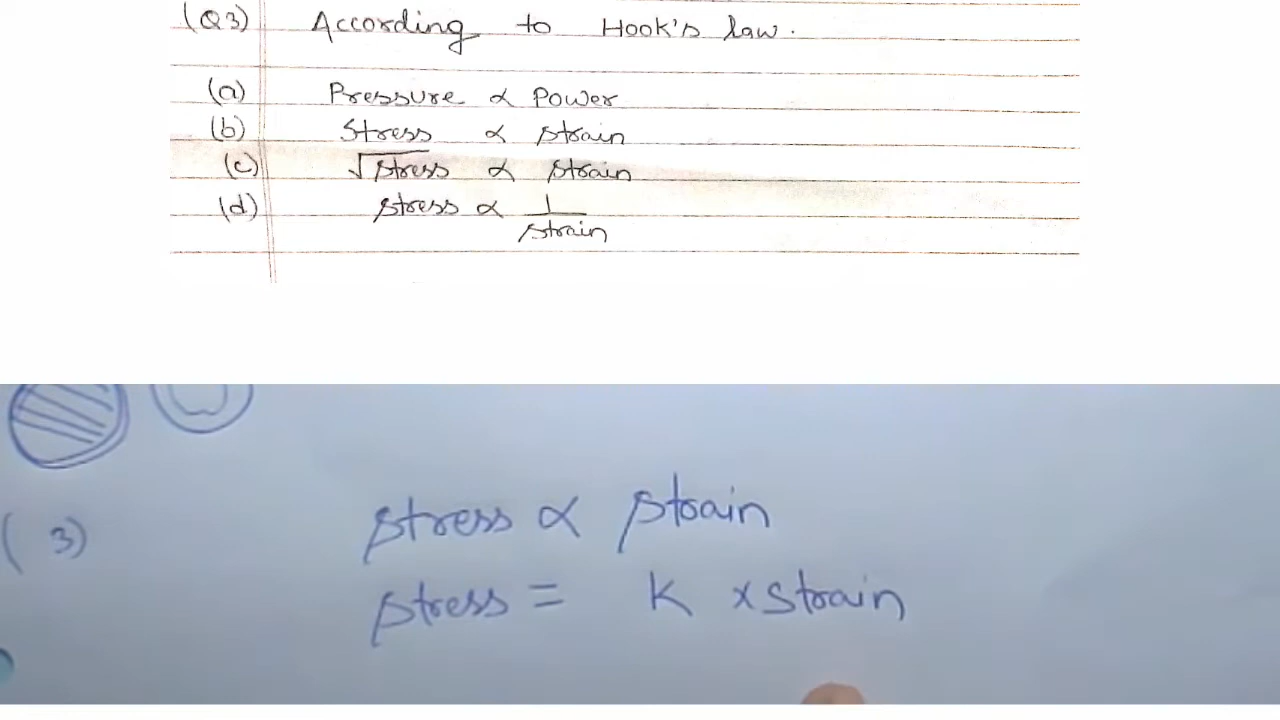 (Q3) According to Hook's law.
(a) Pressure ∝ Power
(b) Stress ∝ strain
(c) √stress ∝ strain
(d) stress ∝ 1/strain
(3) stress ∝ strain
stress = K × strain